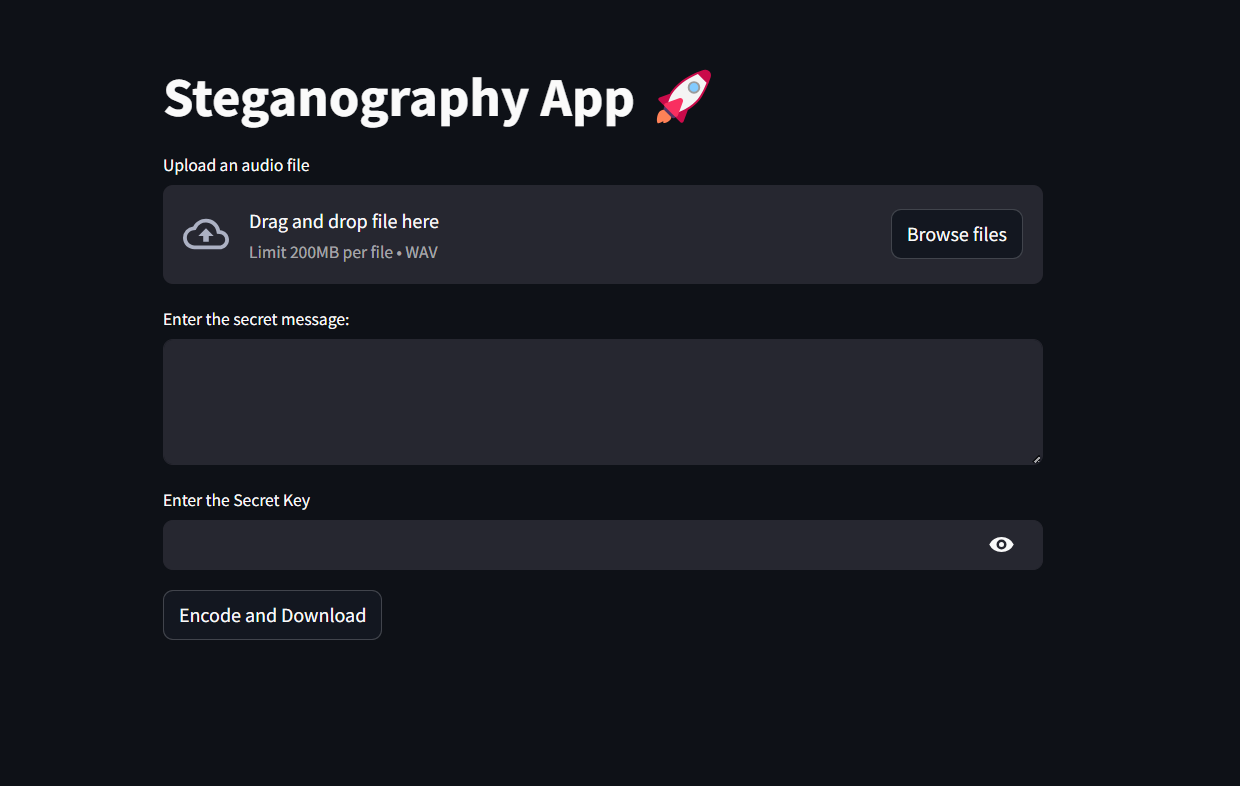 Steganography App 🚀
Upload an audio file
Drag and drop file here
Limit 200MB per file • WAV
Browse files
Enter the secret message:
Enter the Secret Key
Encode and Download